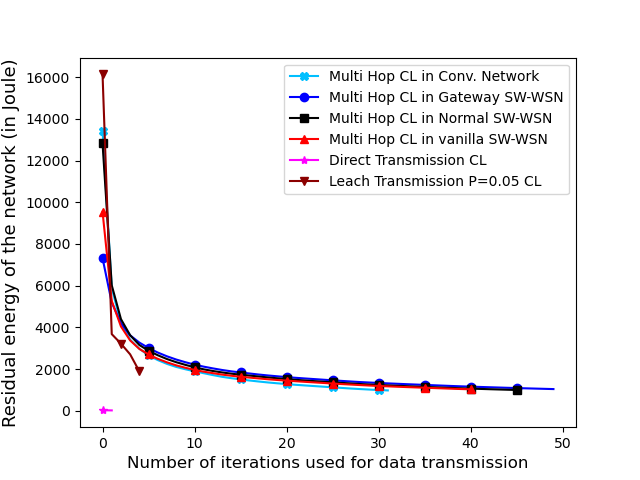 Residual energy of the network (in Joule)
16000
14000
12000
10000
8000
6000
4000
2000
0
Multi Hop CL in Conv. Network
Multi Hop CL in Gateway SW-WSN
Multi Hop CL in Normal SW-WSN
Multi Hop CL in vanilla SW-WSN
Direct Transmission CL
Leach Transmission P=0.05 CL
0 10 20 30 40 50
Number of iterations used for data transmission